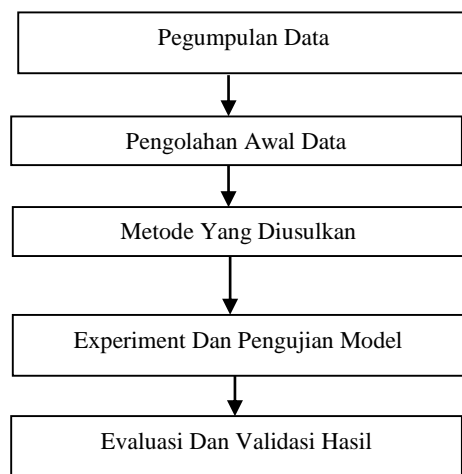 Pegumpulan Data
Pengolahan Awal Data
Metode Yang Diusulkan
Experiment Dan Pengujian Model
Evaluasi Dan Validasi Hasil